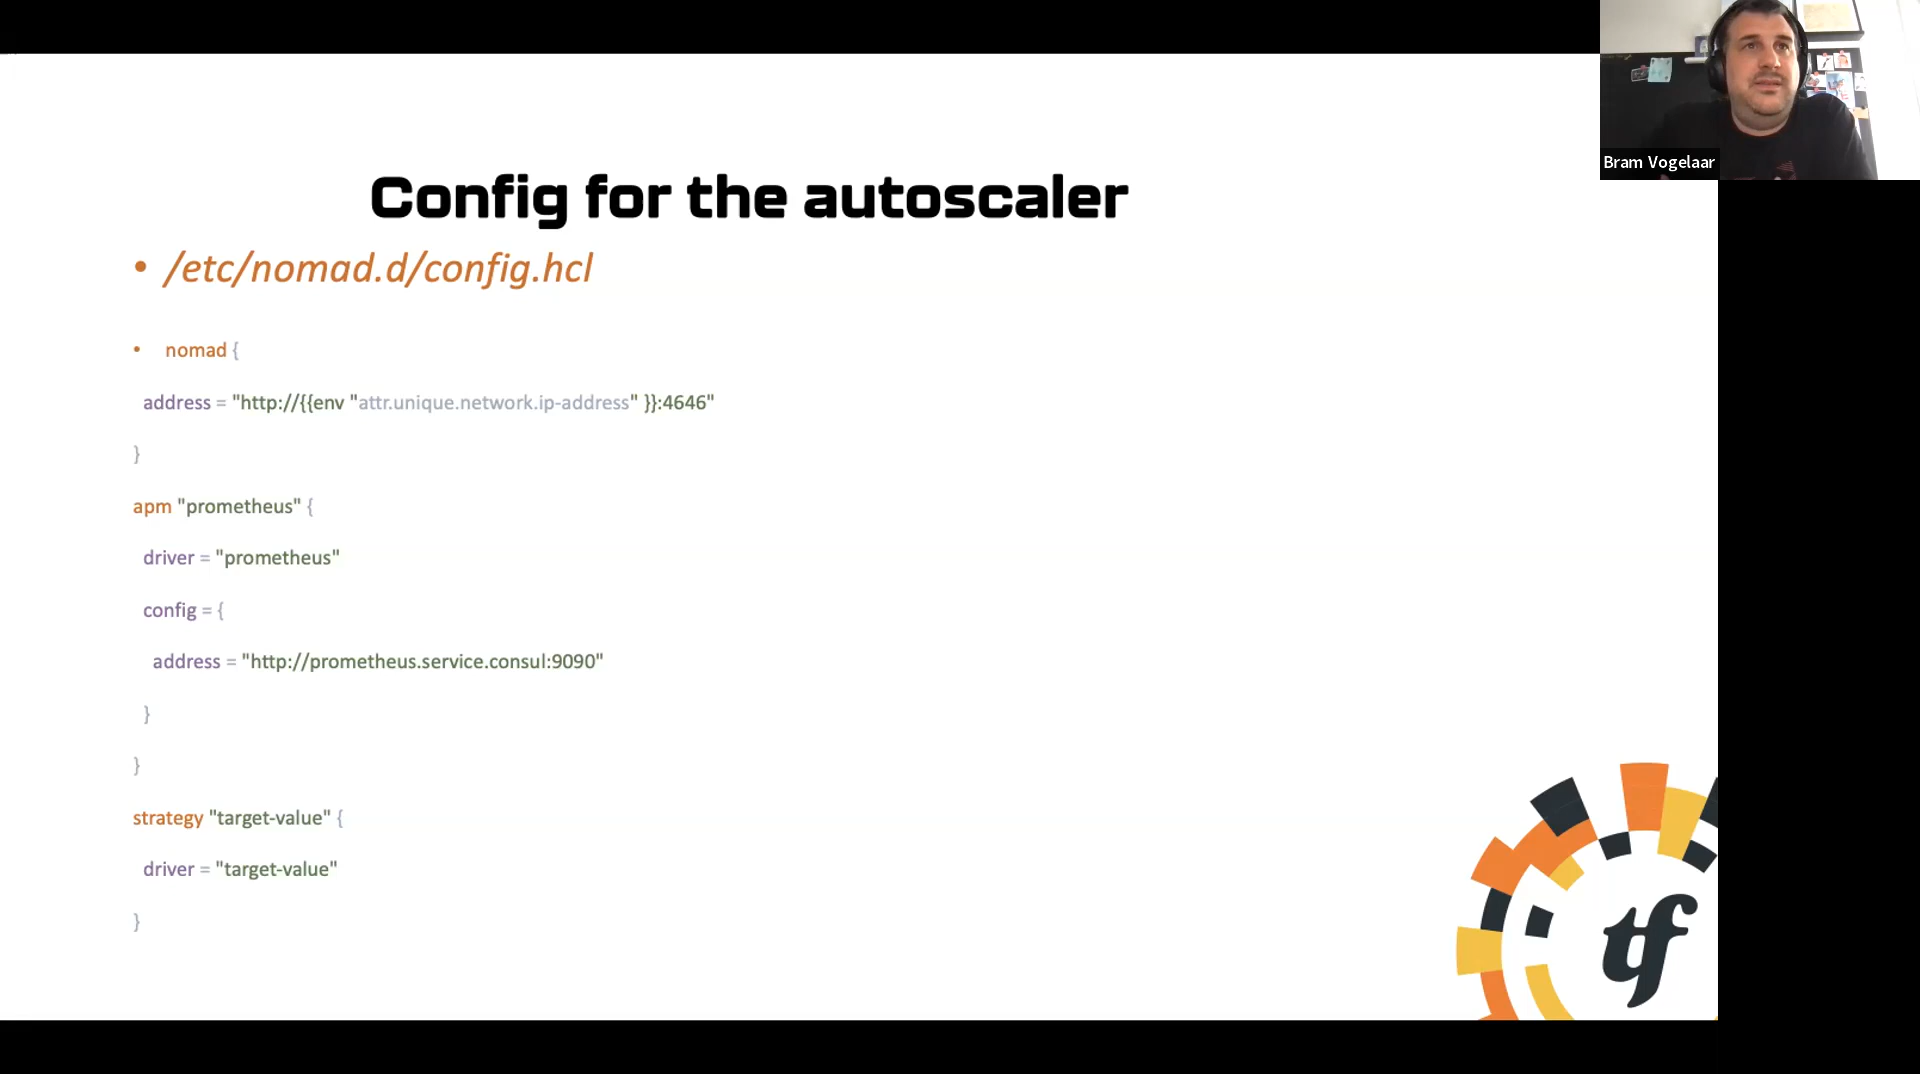 Bram Vogelaar
Config for the autoscaler
• /etc/nomad.d/config.hcl
• nomad {
address = "http://{{env "attr.unique.network.ip-address" }}:4646"
}
apm "prometheus" {
driver = "prometheus"
config = {
address = "http://prometheus.service.consul:9090"
}
}
strategy "target-value" {
driver = "target-value"
}
tf